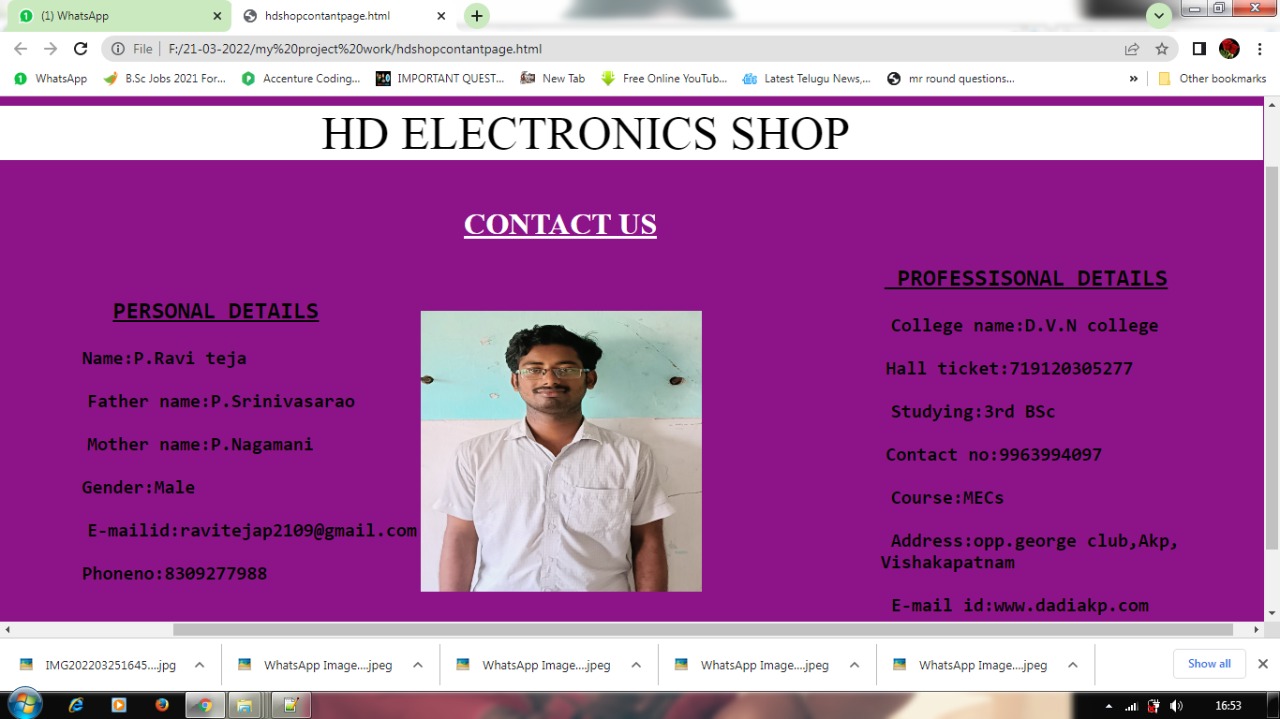 (1) WhatsApp
hdshopcontantpage.html
File
F:/21-03-2022/my%20project%20work/hdshopcontantpage.html
WhatsApp
B.Sc Jobs 2021 For...
Accenture Coding...
IMPORTANT QUEST...
New Tab
Free Online YouTub...
Latest Telugu News,...
mr round questions...
»
Other bookmarks
HD ELECTRONICS SHOP
CONTACT US
PERSONAL DETAILS
Name:P.Ravi teja
Father name:P.Srinivasarao
Mother name:P.Nagamani
Gender:Male
E-mailid:ravitejap2109@gmail.com
Phoneno:8309277988
PROFESSISONAL DETAILS
College name:D.V.N college
Hall ticket:719120305277
Studying:3rd BSc
Contact no:9963994097
Course:MECs
Address:opp.george club,Akp,
Vishakapatnam
E-mail id:www.dadiakp.com
IMG202203251645....jpg
WhatsApp Image....jpeg
WhatsApp Image....jpeg
WhatsApp Image....jpeg
WhatsApp Image....jpeg
Show all
16:53